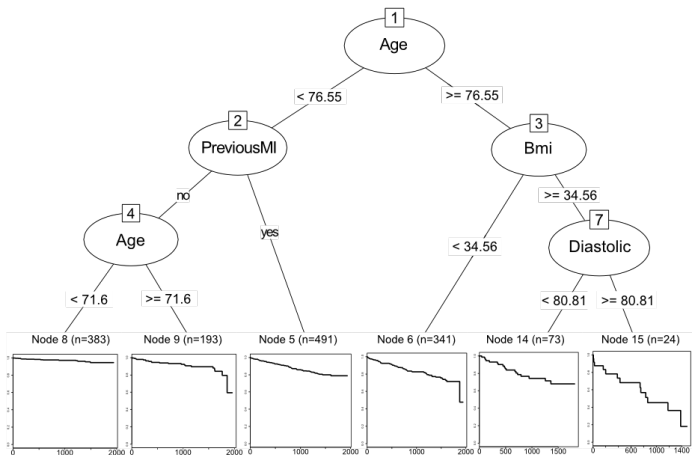 1
Age
< 76.55
>= 76.55
2
PreviousMI
3
Bmi
no
yes
< 34.56
>= 34.56
4
Age
7
Diastolic
< 71.6
>= 71.6
< 80.81
>= 80.81
Node 8 (n=383)
Node 9 (n=193)
Node 5 (n=491)
Node 6 (n=341)
Node 14 (n=73)
Node 15 (n=24)
0 1000 2000
0 1000 2000
0 1000 2000
0 1000 2000
0 500 1000 1500
0 600 1000 1400